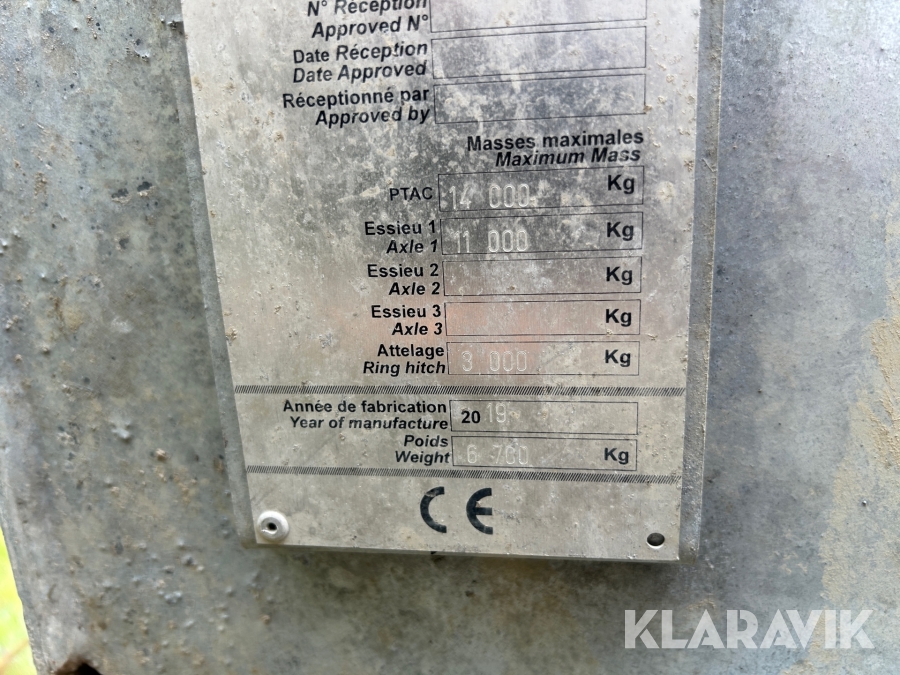 N° Réception
Approved N°
Date Réception
Date Approved
Réceptionné par
Approved by
Masses maximales
Maximum Mass
PTAC 14 000 Kg
Essieu 1
Axle 1 11 000 Kg
Essieu 2
Axle 2 Kg
Essieu 3
Axle 3 Kg
Attelage
Ring hitch 3 000 Kg
Année de fabrication
Year of manufacture 2019
Poids
Weight 6 700 Kg
CE
KLARAVIK